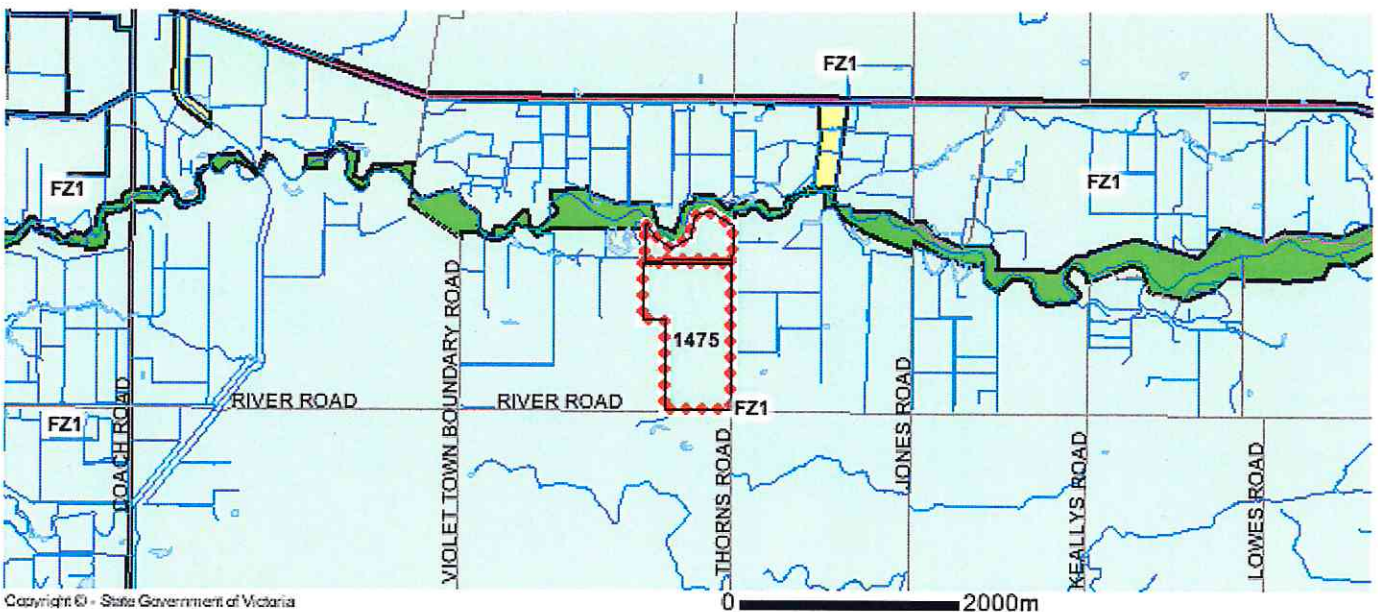 FZ1
FZ1
FZ1
1475
RIVER ROAD
RIVER ROAD
FZ1
FZ1
COACH ROAD
VIOLET TOWN BOUNDARY ROAD
THORNS ROAD
JONES ROAD
KEALLYS ROAD
LOWES ROAD
Copyright © - State Government of Victoria
0 2000m